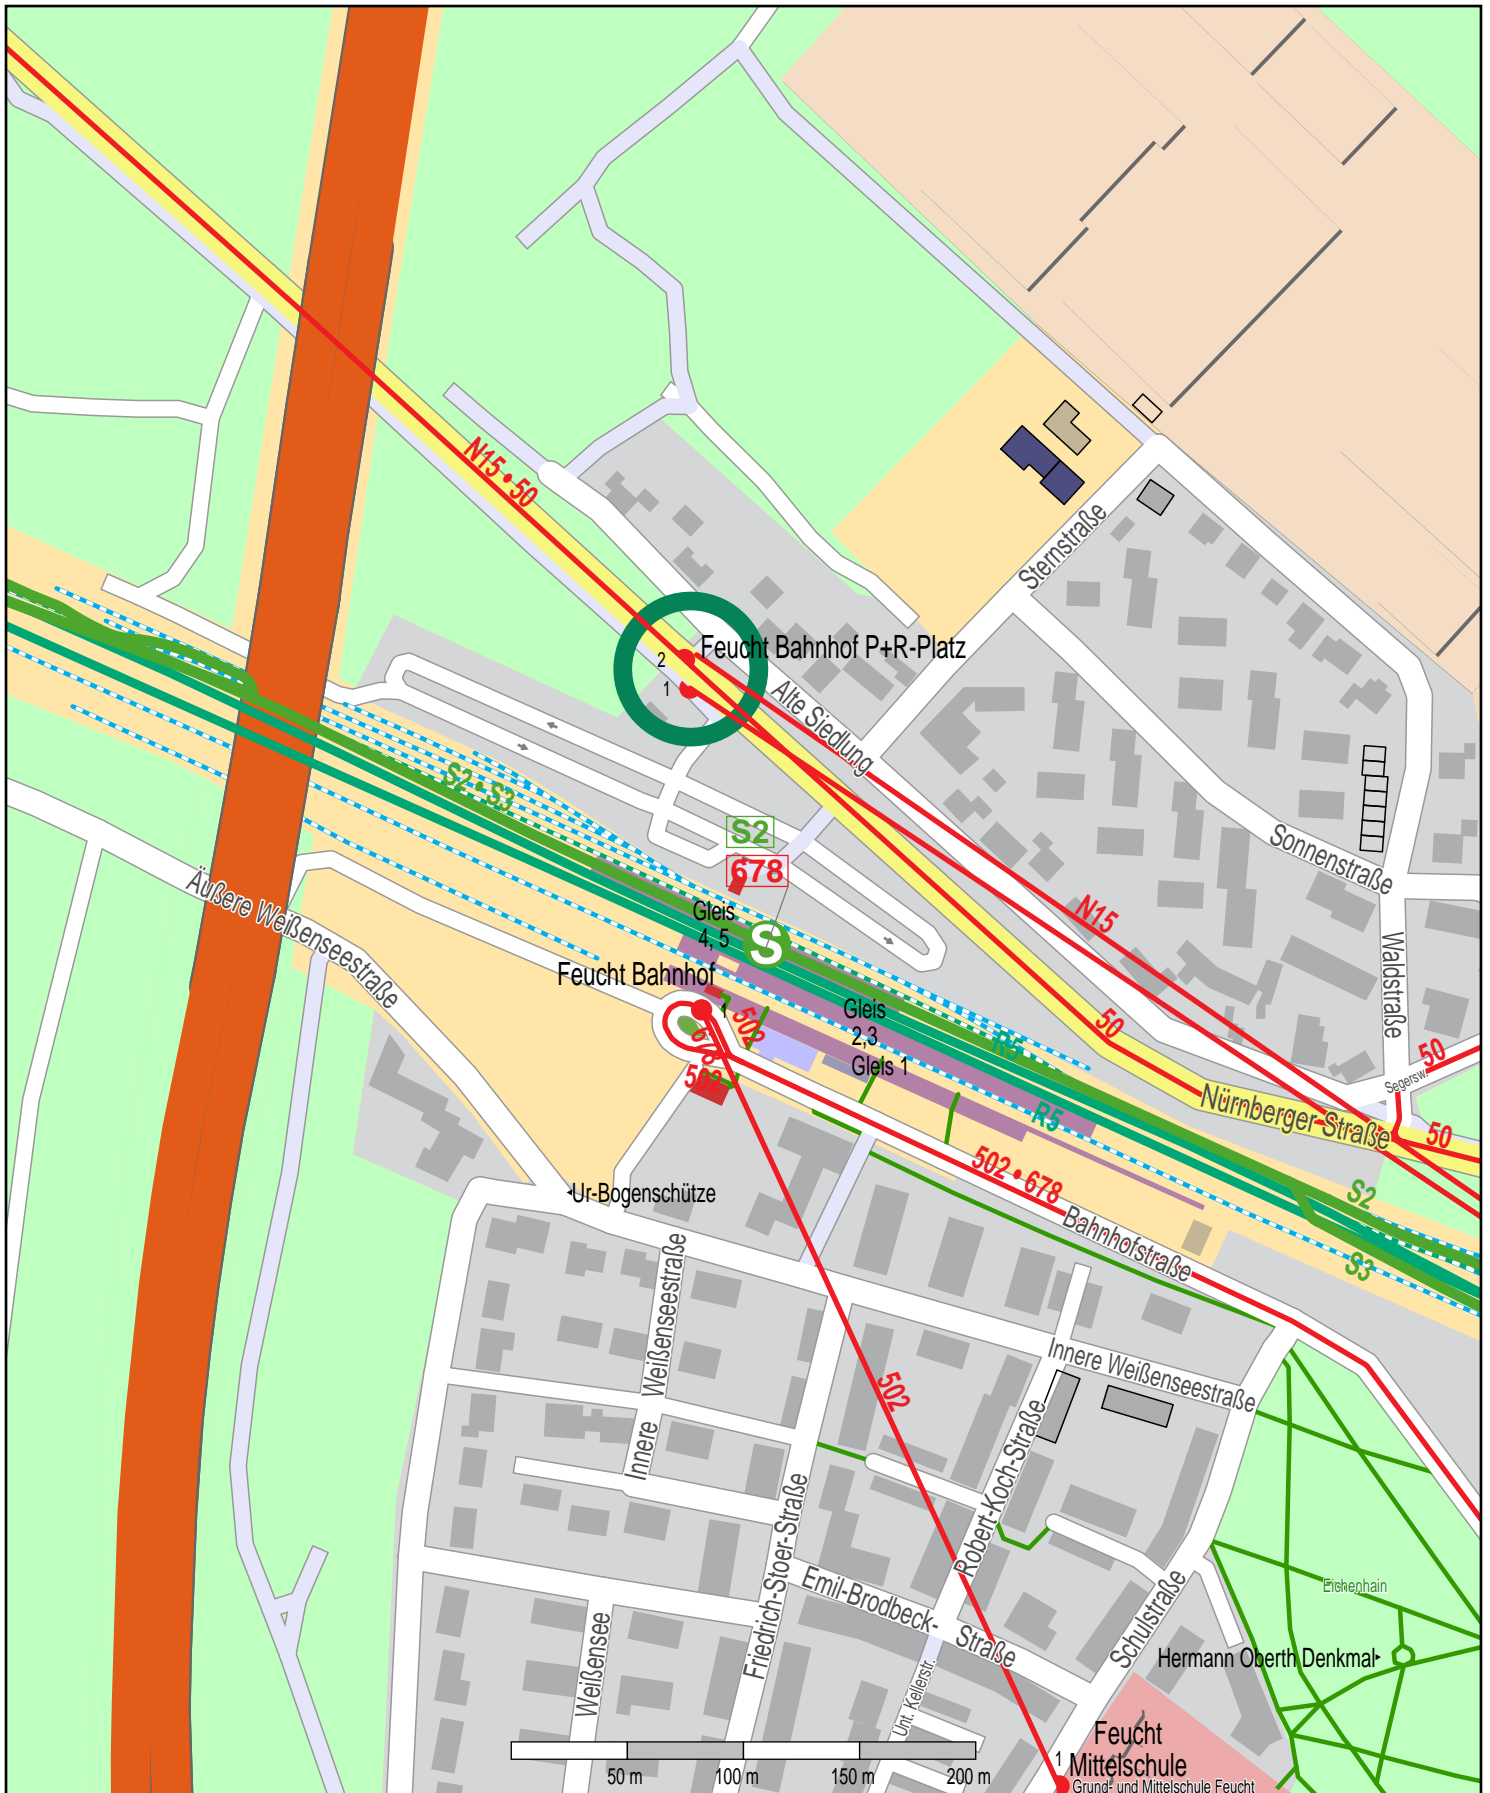 N15 • 50
Sternstraße
2
Feucht Bahnhof P+R-Platz
1
Alte Siedlung
S2 • S3
S2
678
Sonnenstraße
Äußere Weißenseestraße
N15
Gleis
4, 5
S
Waldstraße
Feucht Bahnhof
1
502
678
502
Gleis
2,3
Gleis 1
R5
R5
50
50
Segersw.
Nürnberger Straße
50
502 • 678
S2
S3
Ur-Bogenschütze
Bahnhofstraße
Innere Weißenseestraße
Innere Weißenseestraße
502
Robert-Koch-Straße
Friedrich-Stoer-Straße
Emil-Brodbeck-Straße
Schulstraße
Eichenhain
Hermann Oberth Denkmal
Weißensee
Unt. Kellerstr.
1
Feucht
Mittelschule
Grund- und Mittelschule Feucht
50 m
100 m
150 m
200 m